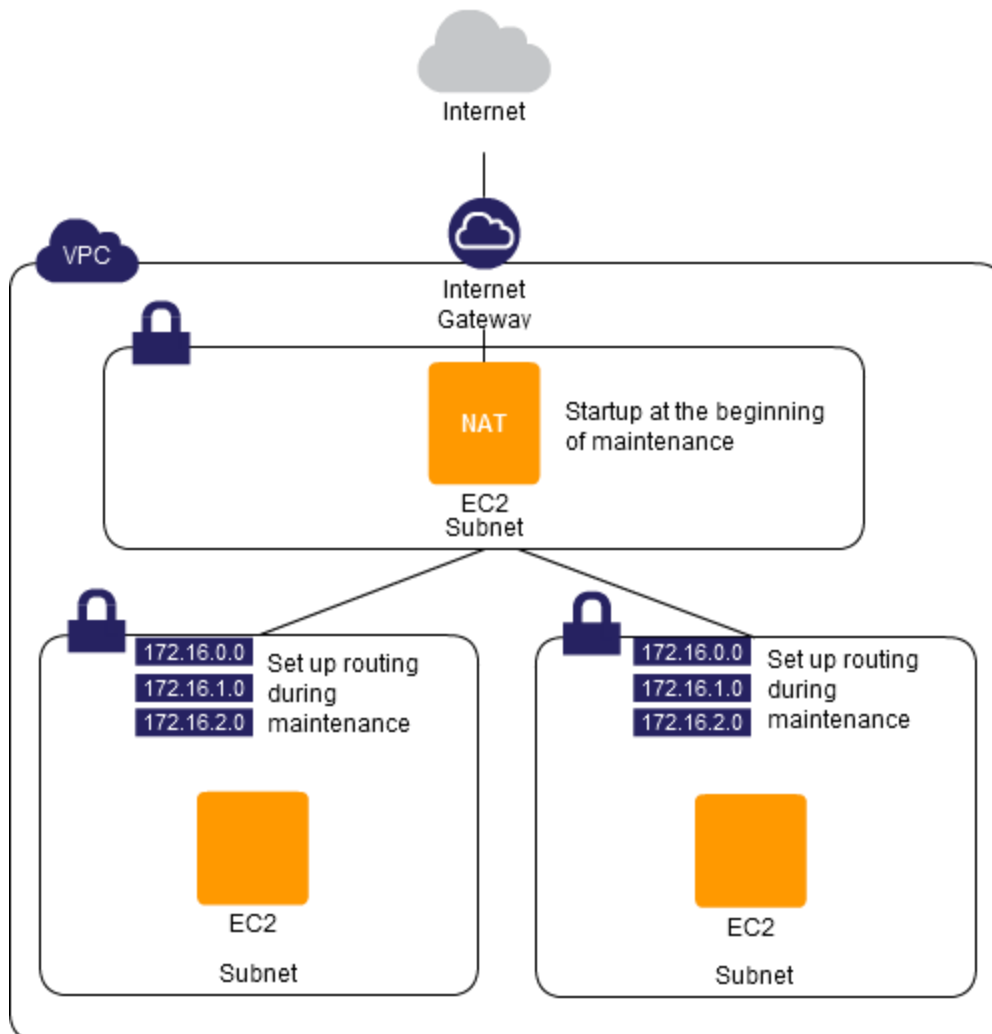 Internet
VPC
Internet
Gateway
NAT
Startup at the beginning
of maintenance
EC2
Subnet
172.16.0.0
172.16.1.0
172.16.2.0
Set up routing
during
maintenance
EC2
Subnet
172.16.0.0
172.16.1.0
172.16.2.0
Set up routing
during
maintenance
EC2
Subnet